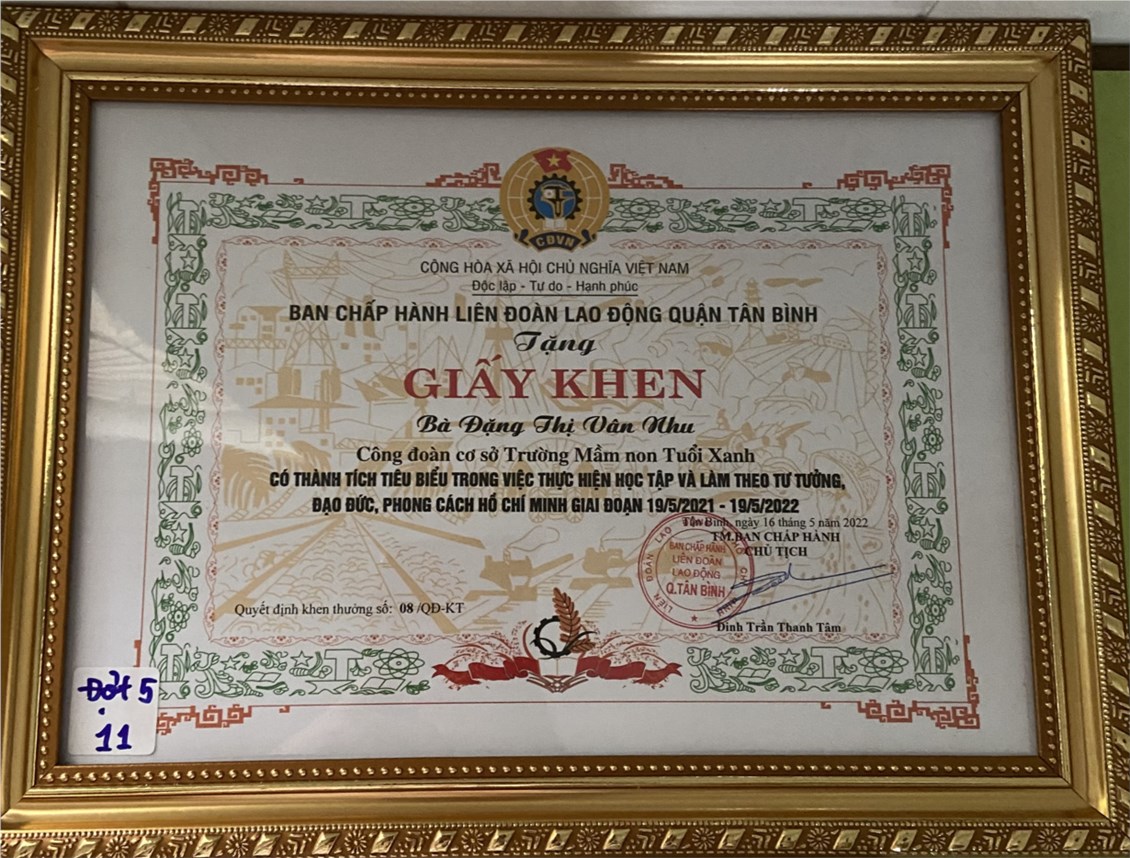 CĐVN
CỘNG HÒA XÃ HỘI CHỦ NGHĨA VIỆT NAM
Độc lập - Tự do - Hạnh phúc
BAN CHẤP HÀNH LIÊN ĐOÀN LAO ĐỘNG QUẬN TÂN BÌNH
Tặng
GIẤY KHEN
Bà Đặng Thị Vân Nhu
Công đoàn cơ sở Trường Mầm non Tuổi Xanh
CÓ THÀNH TÍCH TIÊU BIỂU TRONG VIỆC THỰC HIỆN HỌC TẬP VÀ LÀM THEO TƯ TƯỞNG,
ĐẠO ĐỨC, PHONG CÁCH HỒ CHÍ MINH GIAI ĐOẠN 19/5/2021 - 19/5/2022
Tân Bình, ngày 16 tháng 5 năm 2022
TM.BAN CHẤP HÀNH
CHỦ TỊCH
BAN CHẤP HÀNH
LIÊN ĐOÀN
LAO ĐỘNG
Q.TÂN BÌNH
Quyết định khen thưởng số: 08 /QĐ-KT
Đinh Trần Thanh Tâm
Đợt 5
11